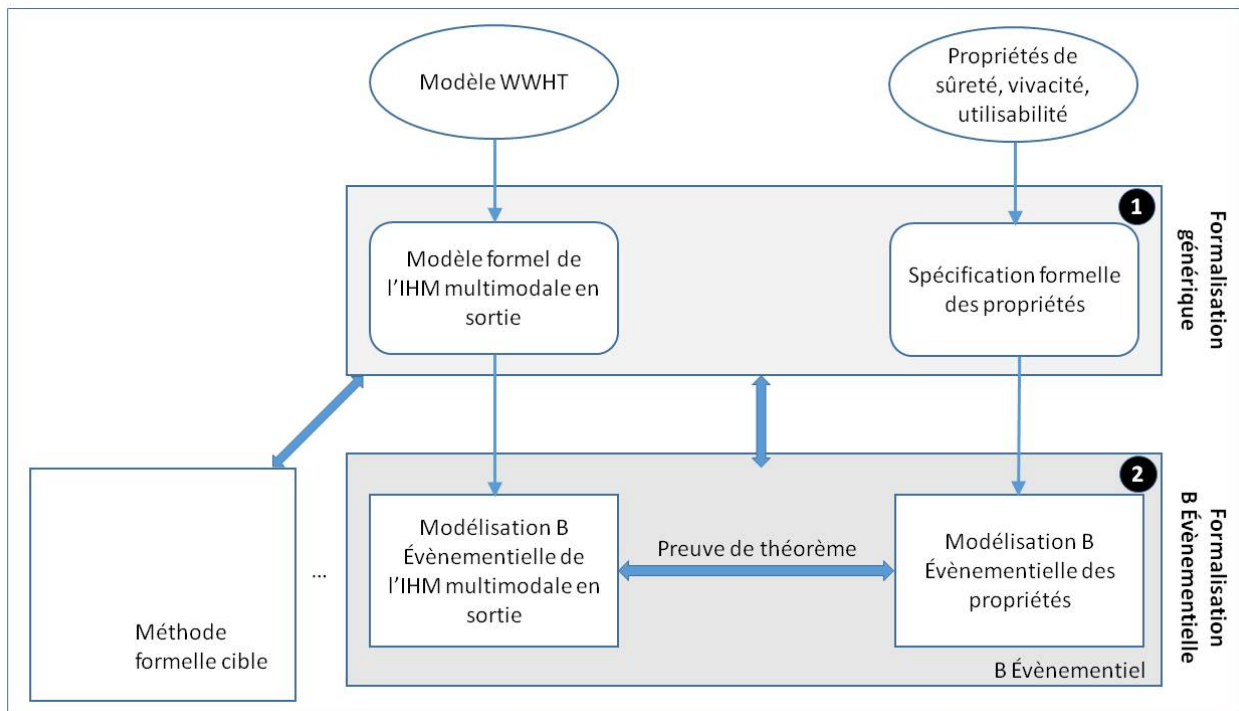 Modèle WWHT
Propriétés de
sûreté, vivacité,
utilisabilité
1
Modèle formel de
l'IHM multimodale en
sortie
Spécification formelle
des propriétés
Formalisation
générique
2
Modélisation B
Évènementielle de
l'IHM multimodale en
sortie
Preuve de théorème
Modélisation B
Évènementielle des
propriétés
...
Méthode
formelle cible
B Évènementiel
Formalisation
B Évènementielle